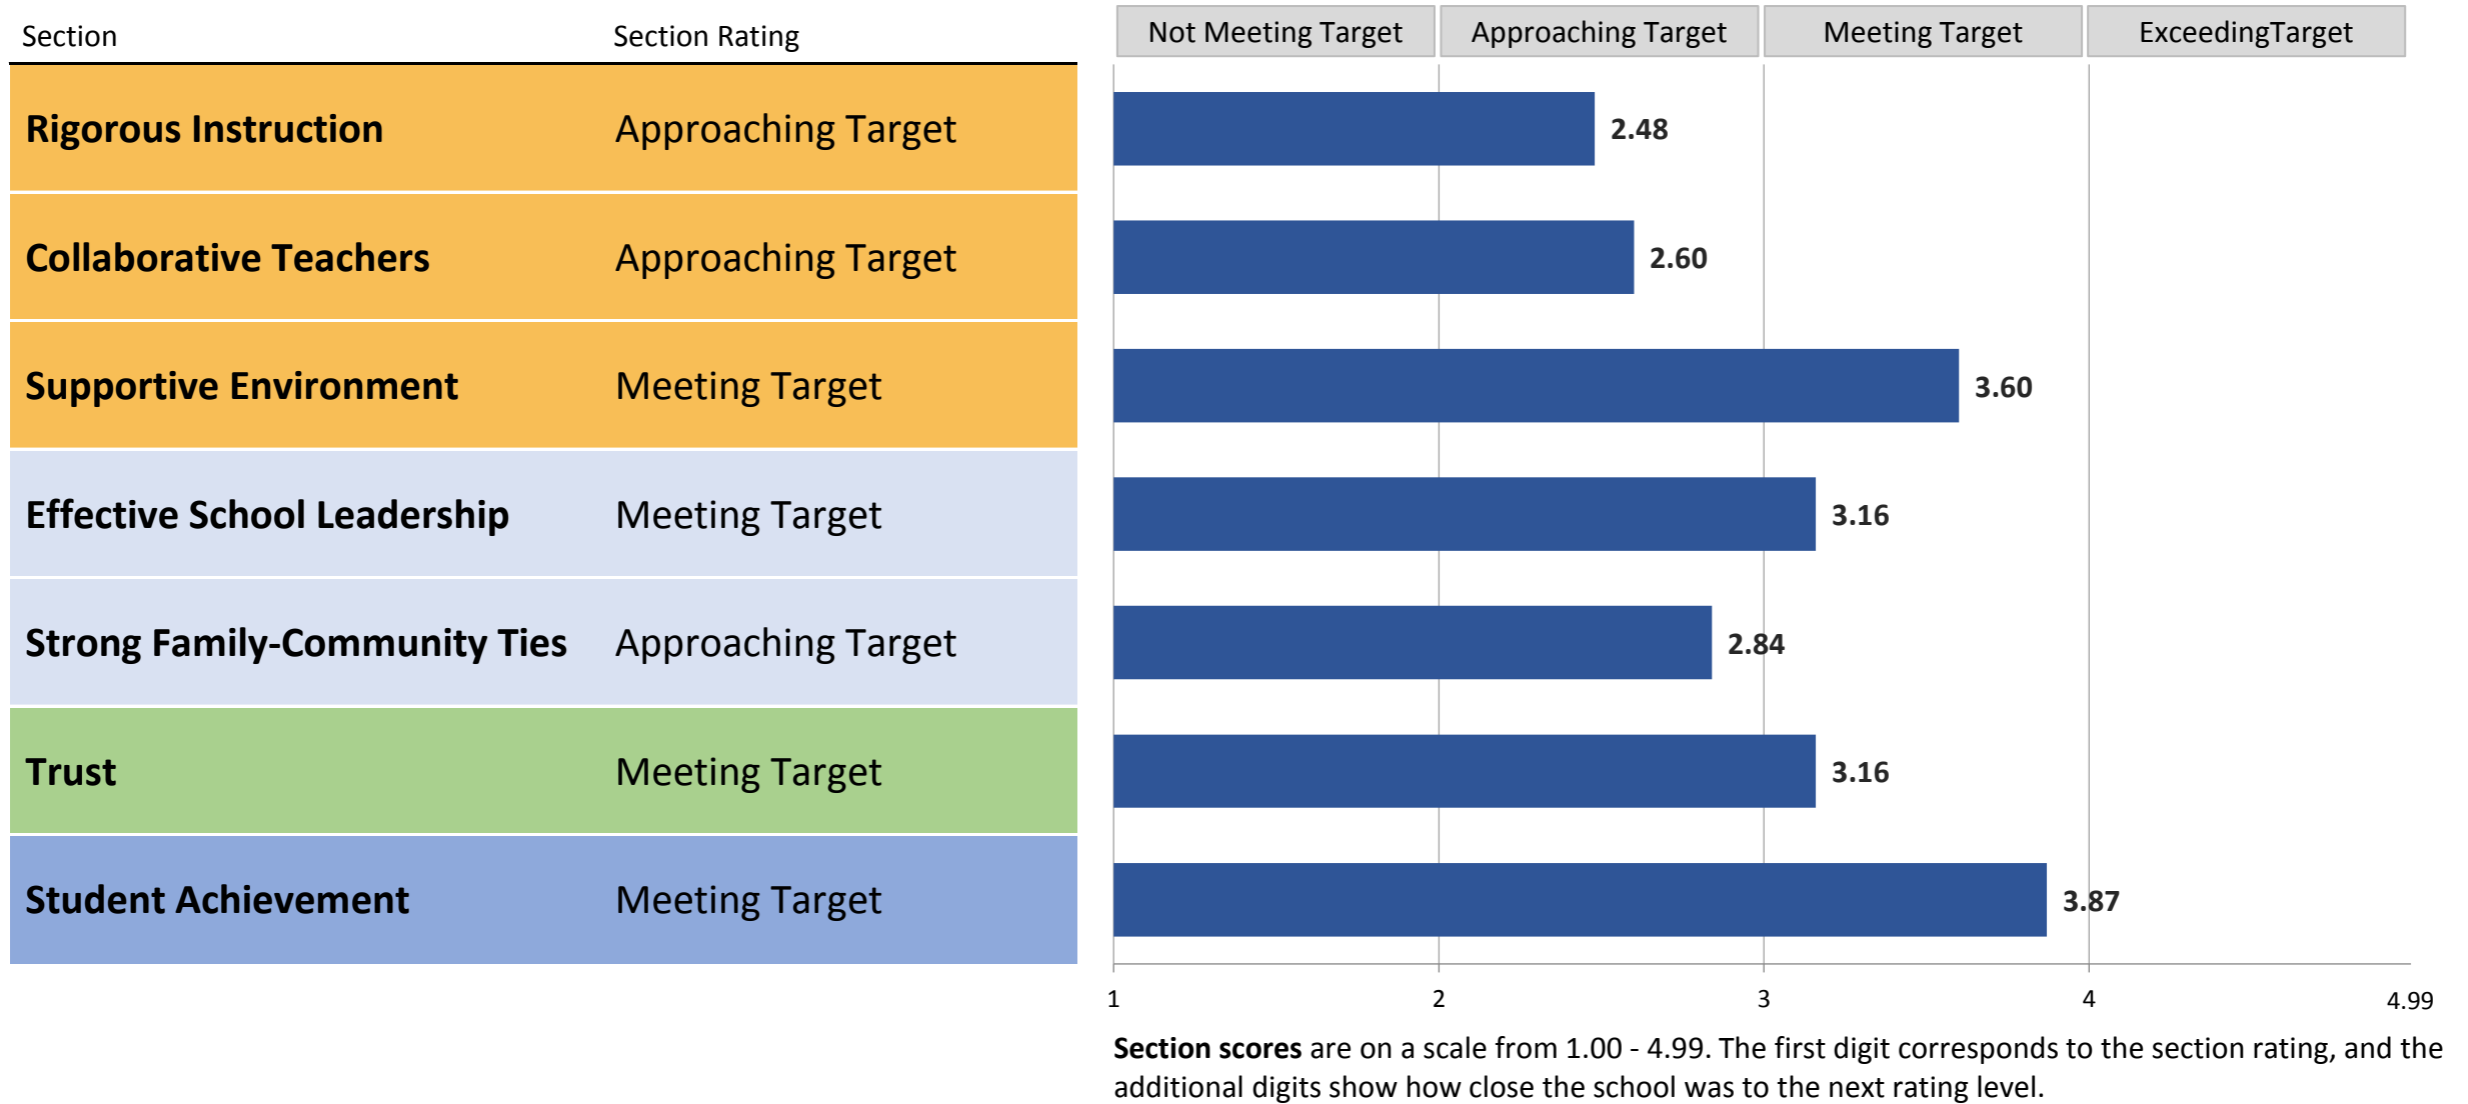 Section Section Rating Not Meeting Target Approaching Target Meeting Target ExceedingTarget
Rigorous Instruction Approaching Target 2.48
Collaborative Teachers Approaching Target 2.60
Supportive Environment Meeting Target 3.60
Effective School Leadership Meeting Target 3.16
Strong Family-Community Ties Approaching Target 2.84
Trust Meeting Target 3.16
Student Achievement Meeting Target 3.87
1 2 3 4 4.99
Section scores are on a scale from 1.00 - 4.99. The first digit corresponds to the section rating, and the
additional digits show how close the school was to the next rating level.